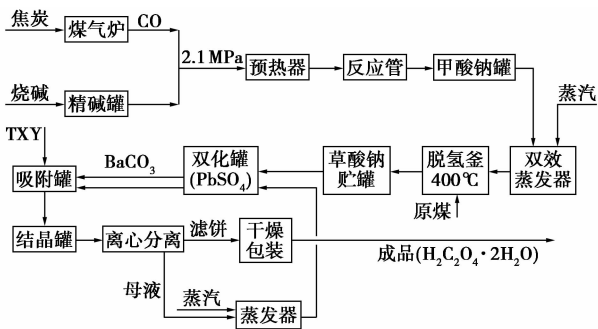 焦炭
煤气炉
CO
2.1 MPa
预热器
反应管
甲酸钠罐
烧碱
精碱罐
蒸汽
TXY
BaCO₃
双化罐
(PbSO₄)
草酸钠
贮罐
脱氢釜
400℃
双效
蒸发器
吸附罐
原煤
结晶罐
离心分离
滤饼
干燥
包装
成品(H₂C₂O₄·2H₂O)
母液
蒸汽
蒸发器